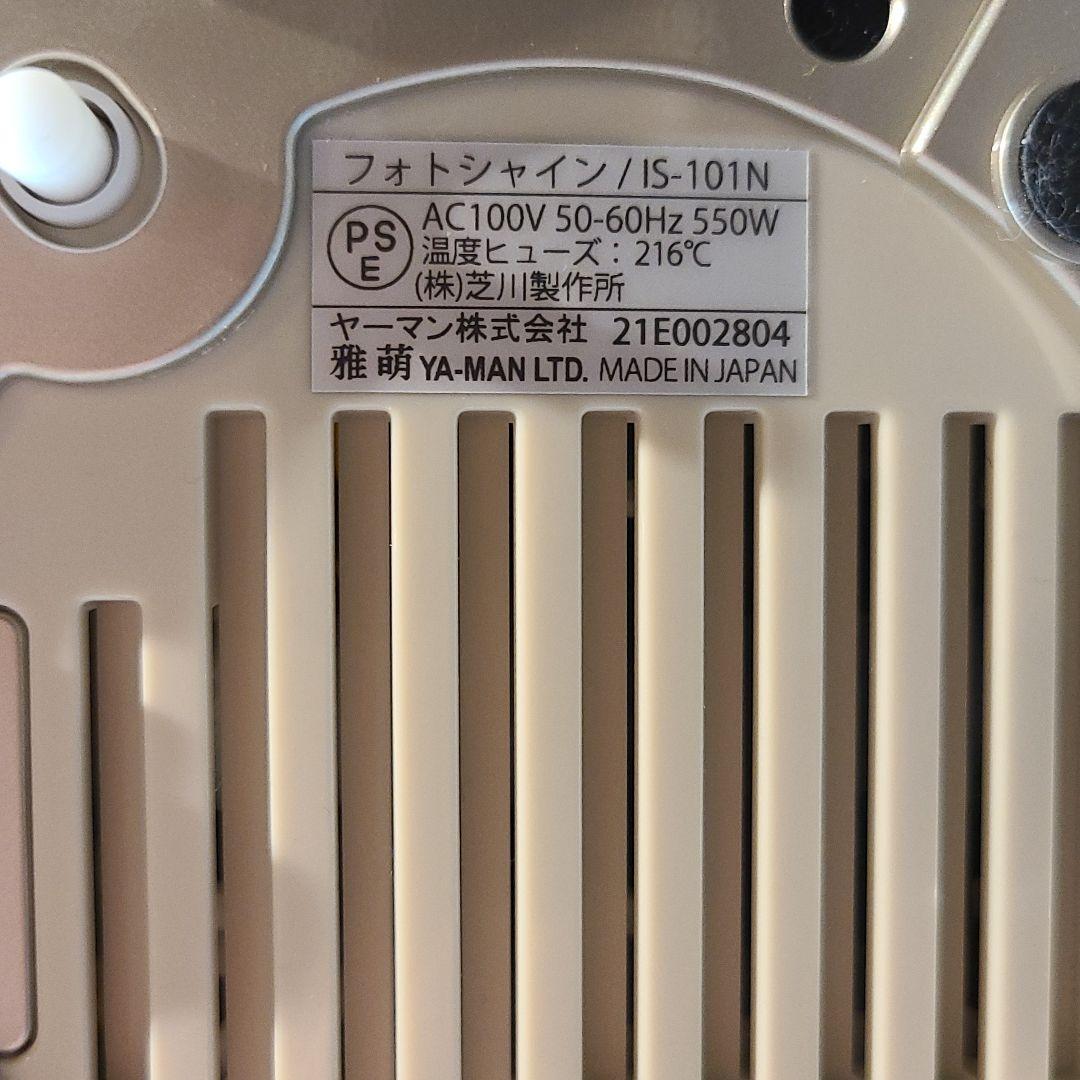 フォトシャイン / IS-101N
PSE
AC100V 50-60Hz 550W
温度ヒューズ：216℃
(株)芝川製作所
ヤーマン株式会社 21E002804
雅萌 YA-MAN LTD. MADE IN JAPAN